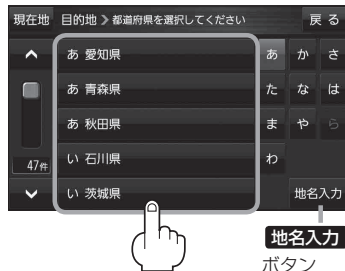 現在地 目的地 》都道府県を選択してください 戻る
あ 愛知県
あ 青森県
あ 秋田県
い 石川県
い 茨城県
あ か さ
た な は
ま や ら
わ
47件
地名入力
地名入力
ボタン